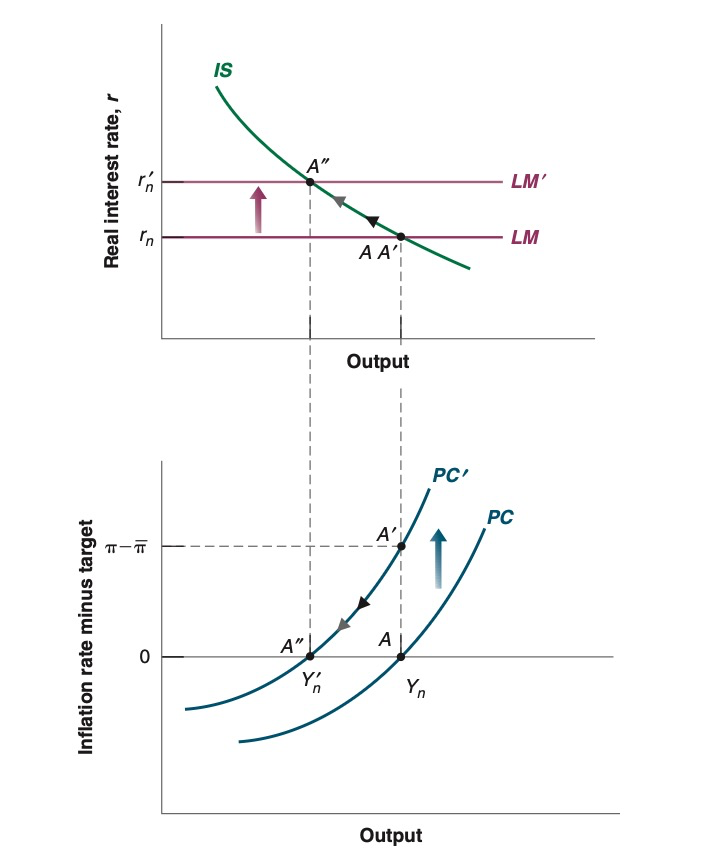 IS
Real interest rate, r
A″
r′n
LM′
rn
A A′
LM
Output
PC′
PC
Inflation rate minus target
π–π̅
A′
A″
A
0
Y′n
Yn
Output